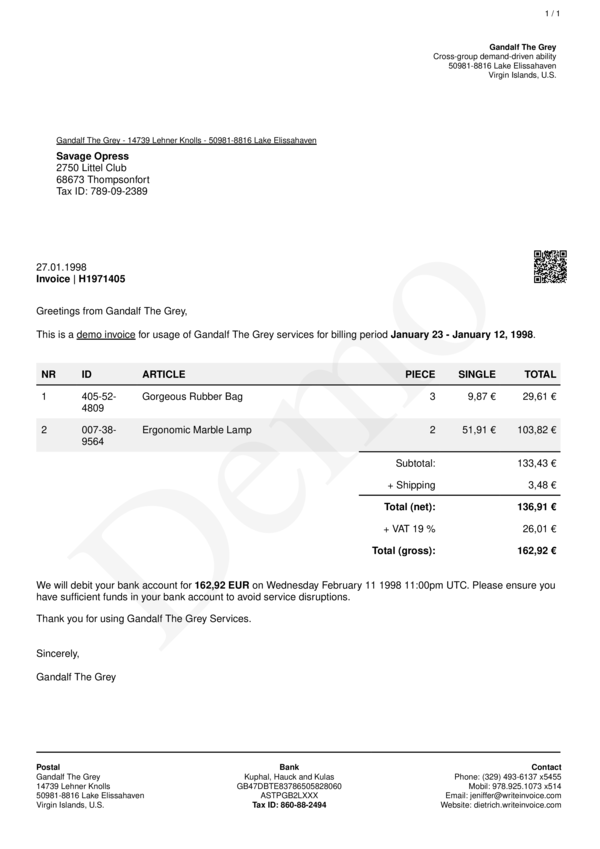 1 / 1
Gandalf The Grey
Cross-group demand-driven ability
50981-8816 Lake Elissahaven
Virgin Islands, U.S.
Gandalf The Grey - 14739 Lehner Knolls - 50981-8816 Lake Elissahaven
Savage Opress
2750 Littel Club
68673 Thompsonfort
Tax ID: 789-09-2389
27.01.1998
Invoice | H1971405
Greetings from Gandalf The Grey,
This is a demo invoice for usage of Gandalf The Grey services for billing period January 23 - January 12, 1998.
NR ID ARTICLE PIECE SINGLE TOTAL
1 405-52- Gorgeous Rubber Bag 3 9,87 € 29,61 €
4809
2 007-38- Ergonomic Marble Lamp 2 51,91 € 103,82 €
9564
Subtotal: 133,43 €
+ Shipping 3,48 €
Total (net): 136,91 €
+ VAT 19 % 26,01 €
Total (gross): 162,92 €
We will debit your bank account for 162,92 EUR on Wednesday February 11 1998 11:00pm UTC. Please ensure you
have sufficient funds in your bank account to avoid service disruptions.
Thank you for using Gandalf The Grey Services.
Sincerely,
Gandalf The Grey
Demo
Postal
Gandalf The Grey
14739 Lehner Knolls
50981-8816 Lake Elissahaven
Virgin Islands, U.S.
Bank
Kuphal, Hauck and Kulas
GB47DBTE83786505828060
ASTPGB2LXXX
Tax ID: 860-88-2494
Contact
Phone: (329) 493-6137 x5455
Mobil: 978.925.1073 x514
Email: jeniffer@writeinvoice.com
Website: dietrich.writeinvoice.com